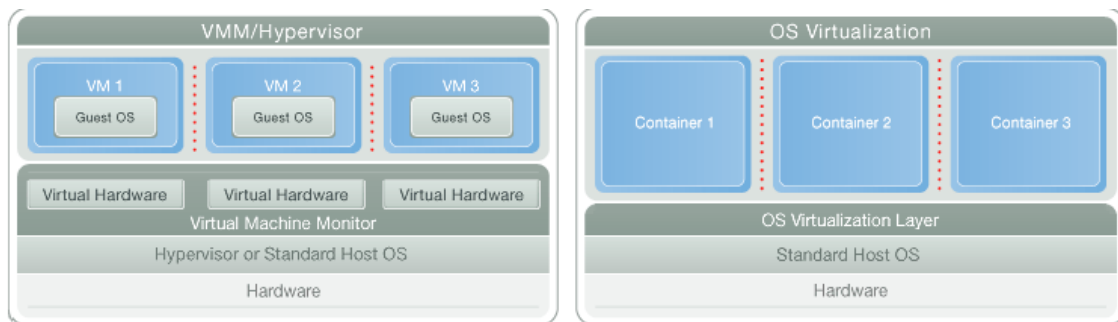 VMM/Hypervisor
VM 1
VM 2
VM 3
Guest OS
Guest OS
Guest OS
Virtual Hardware
Virtual Hardware
Virtual Hardware
Virtual Machine Monitor
Hypervisor or Standard Host OS
Hardware
OS Virtualization
Container 1
Container 2
Container 3
OS Virtualization Layer
Standard Host OS
Hardware